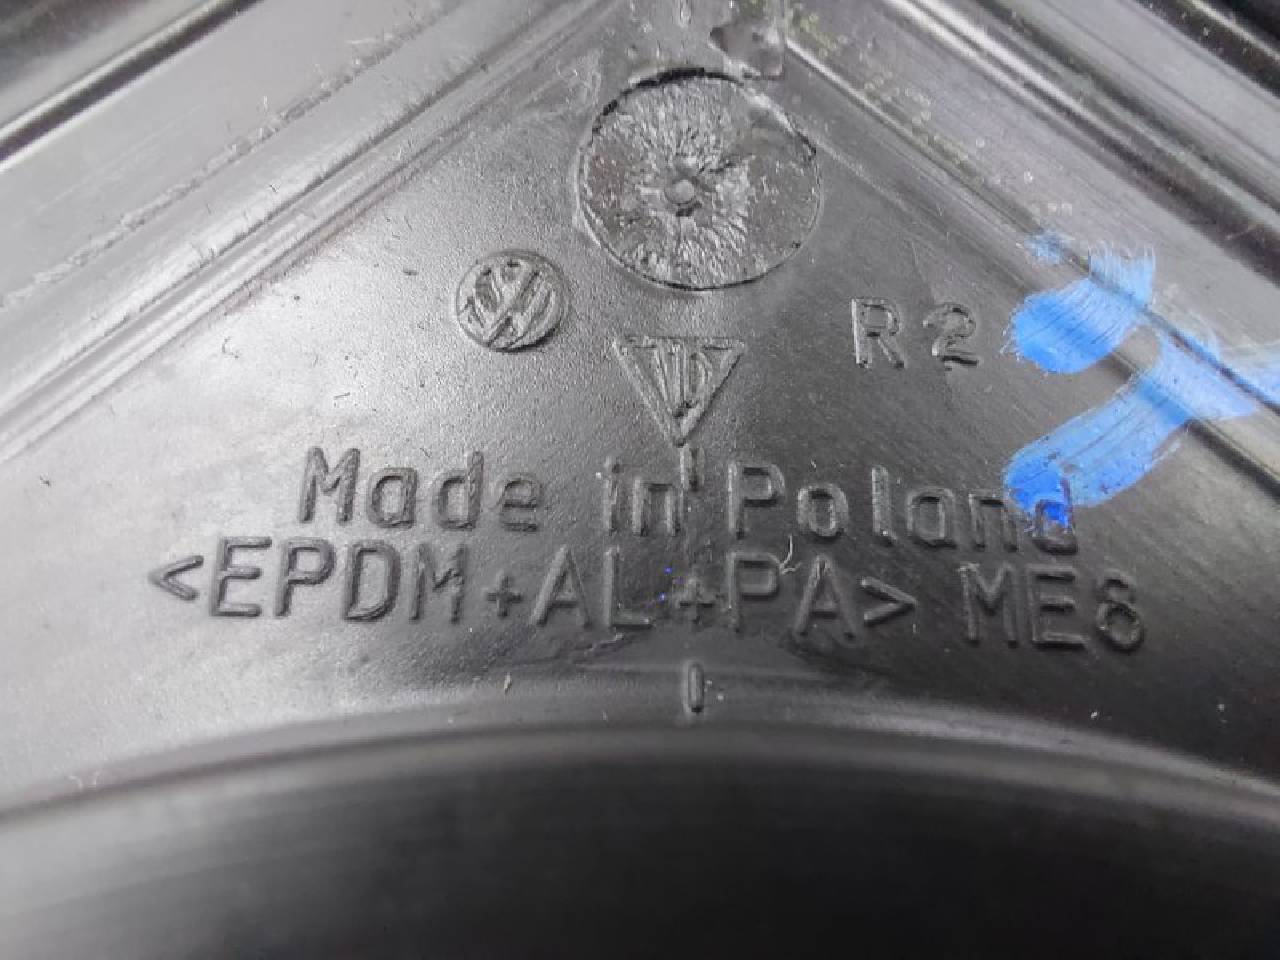 R2
Made in Poland
<EPDM+AL+PA> ME8